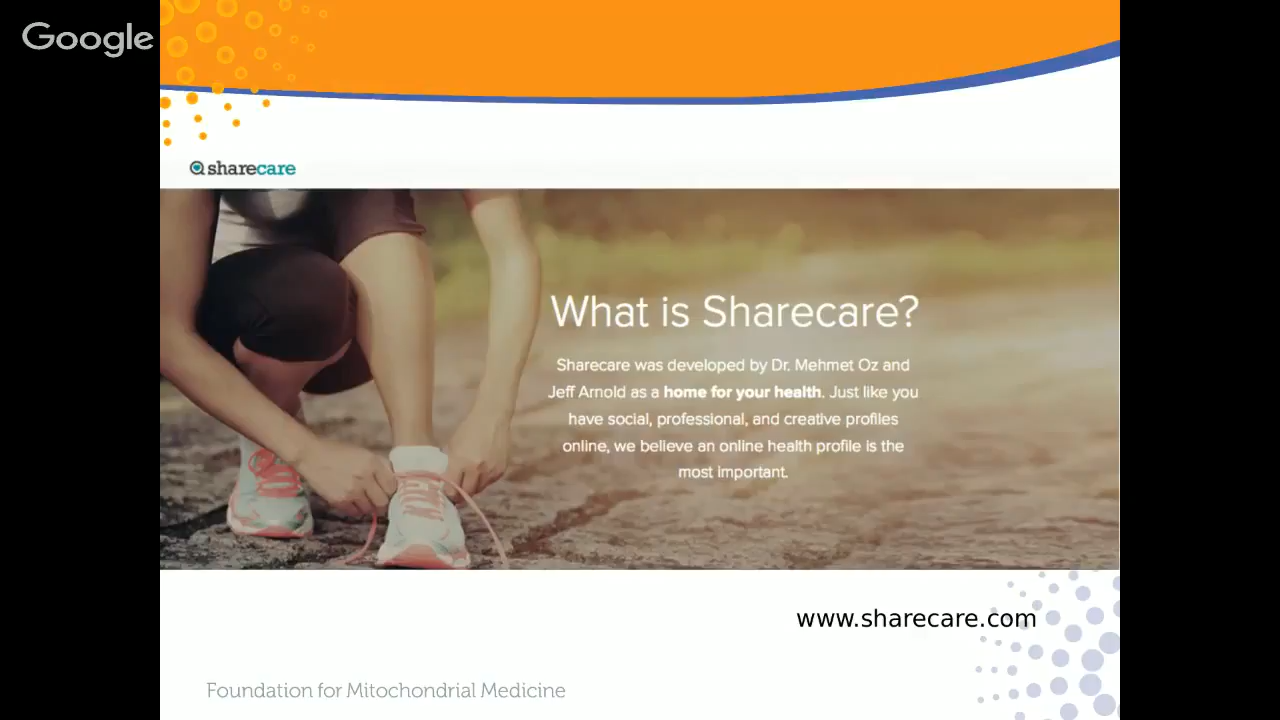 Google
sharecare
What is Sharecare?
Sharecare was developed by Dr. Mehmet Oz and
Jeff Arnold as a home for your health. Just like you
have social, professional, and creative profiles
online, we believe an online health profile is the
most important.
www.sharecare.com
Foundation for Mitochondrial Medicine